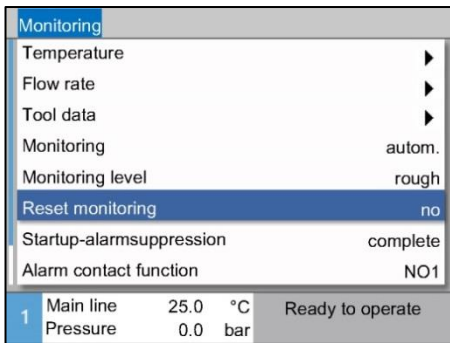 Monitoring
Temperature
Flow rate
Tool data
Monitoring autom.
Monitoring level rough
Reset monitoring no
Startup-alarmsuppression complete
Alarm contact function NO1
1 Main line 25.0 °C Ready to operate
Pressure 0.0 bar